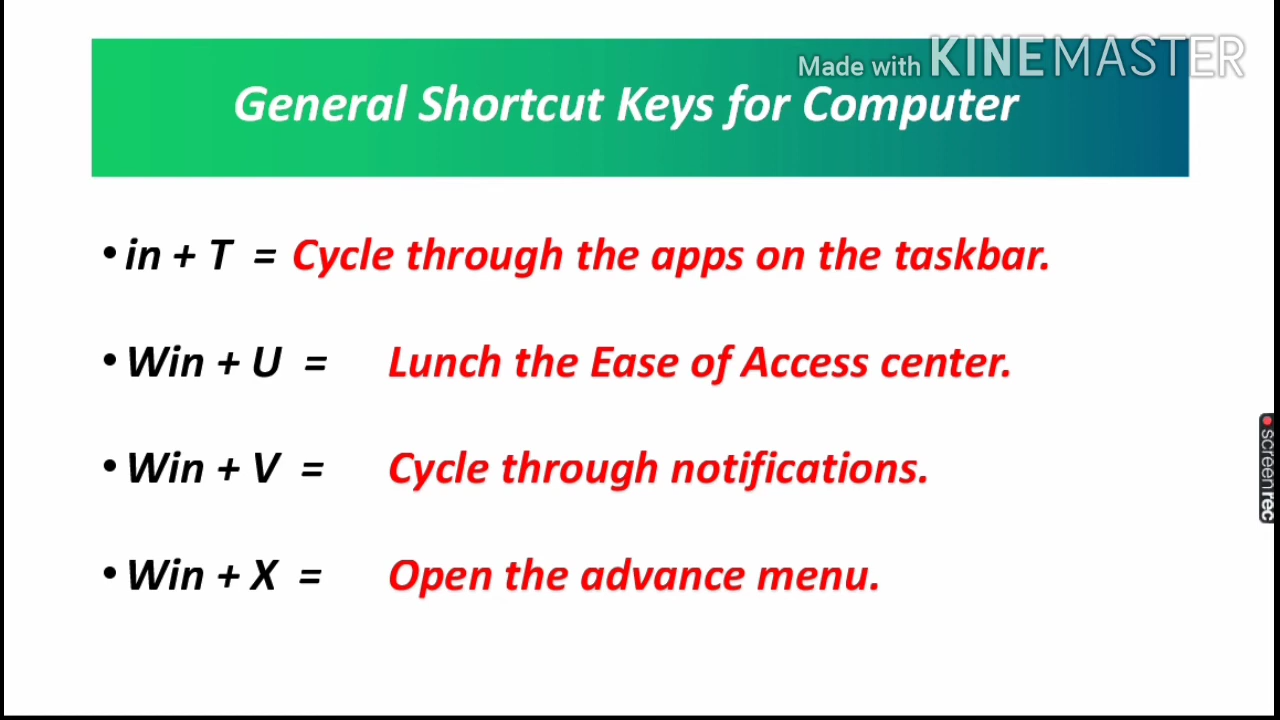 Made with KINEMASTER
General Shortcut Keys for Computer
•in + T = Cycle through the apps on the taskbar.
•Win + U = Lunch the Ease of Access center.
•Win + V = Cycle through notifications.
•Win + X = Open the advance menu.
screenrec